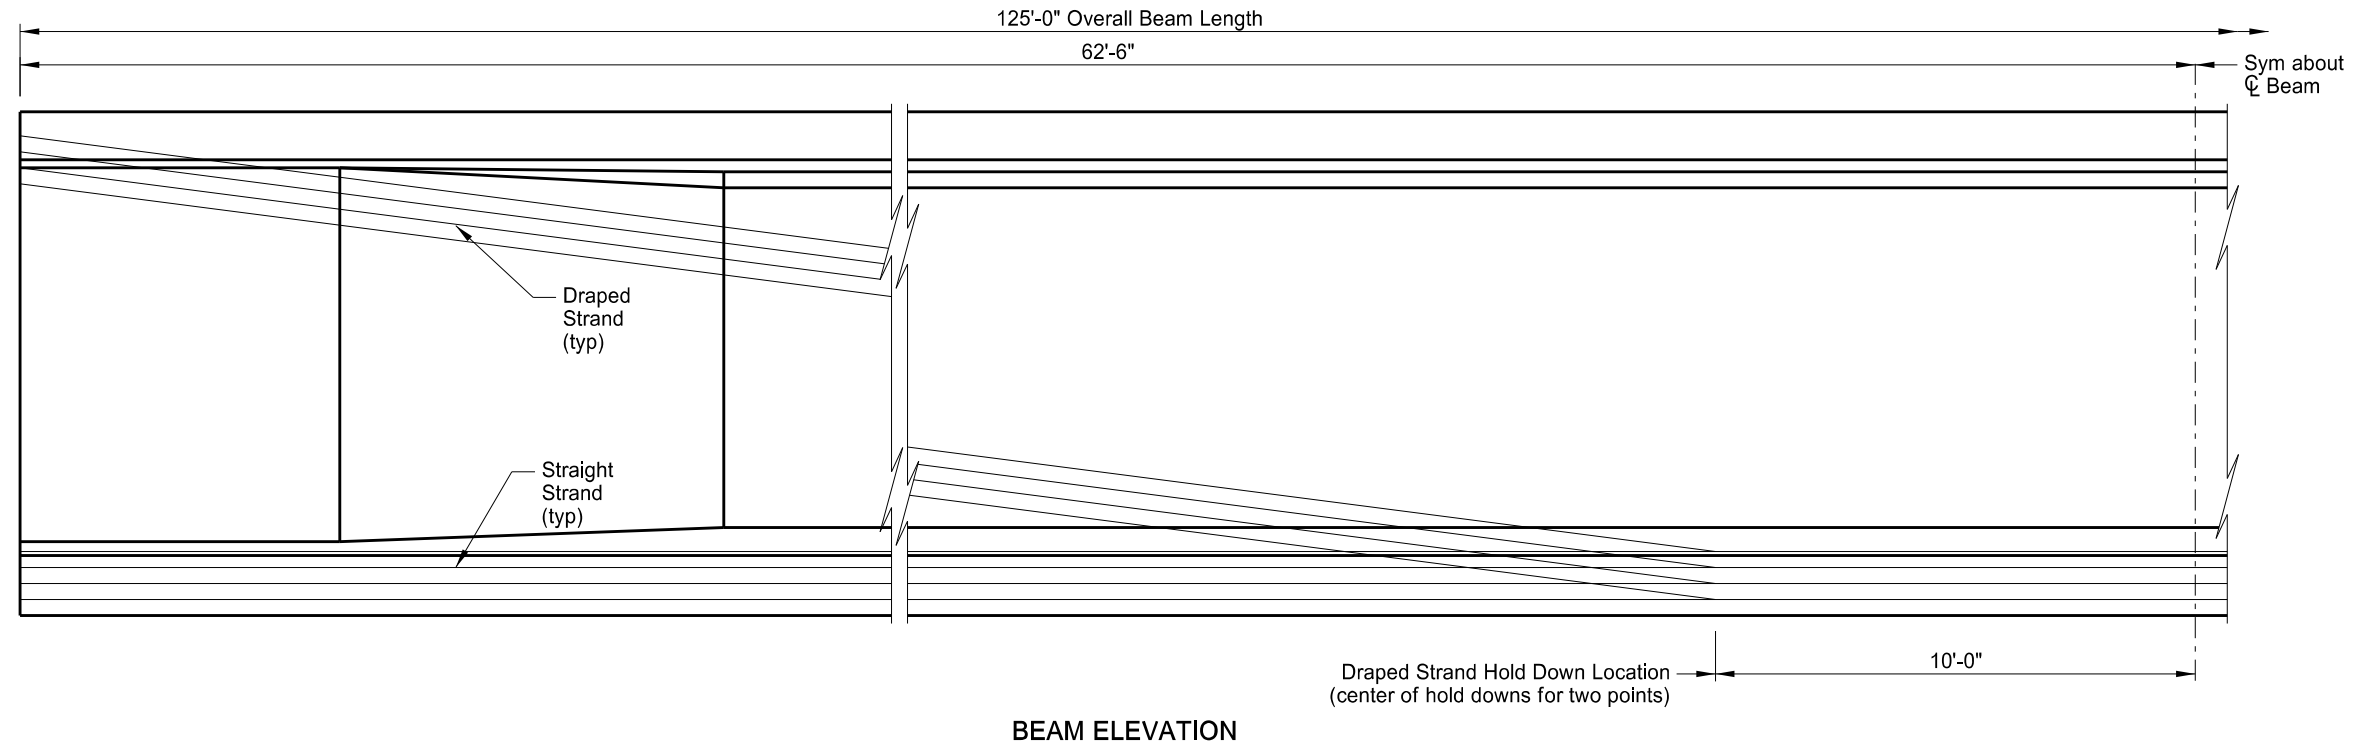 125'-0" Overall Beam Length
62'-6"
Sym about
℄ Beam
Draped
Strand
(typ)
Straight
Strand
(typ)
10'-0"
Draped Strand Hold Down Location
(center of hold downs for two points)
BEAM ELEVATION